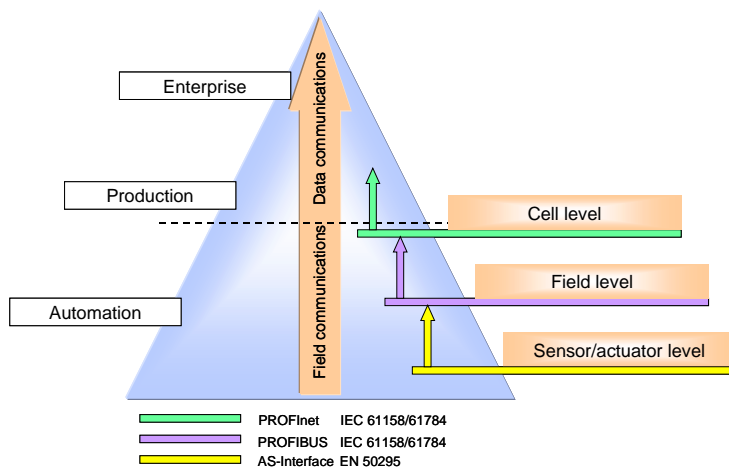 Enterprise
Data communications
Production
Cell level
Field communications
Field level
Automation
Sensor/actuator level
PROFInet IEC 61158/61784
PROFIBUS IEC 61158/61784
AS-Interface EN 50295